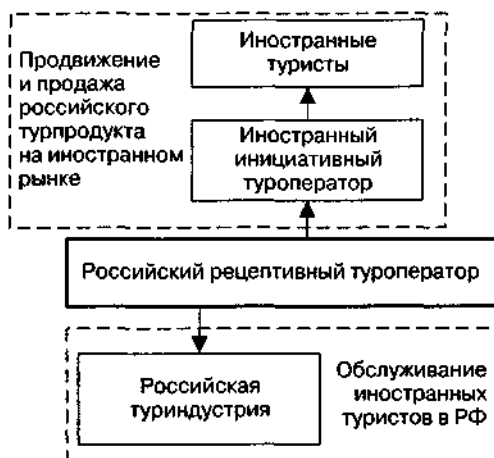 Продвижение
и продажа
российского
турпродукта
на иностранном
рынке
Иностранные
туристы
Иностранный
инициативный
туроператор
Российский рецептивный туроператор
Российская
туриндустрия
Обслуживание
иностранных
туристов в РФ